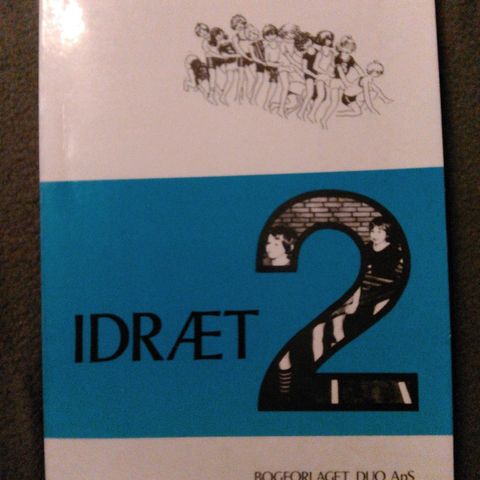 IDRÆT 2
BOGFORLAGET DUO ApS